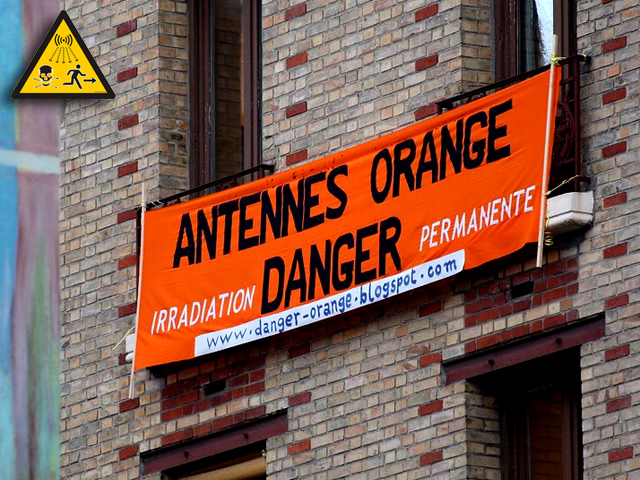 ANTENNES ORANGE
DANGER
IRRADIATION PERMANENTE
www.danger-orange.blogspot.com